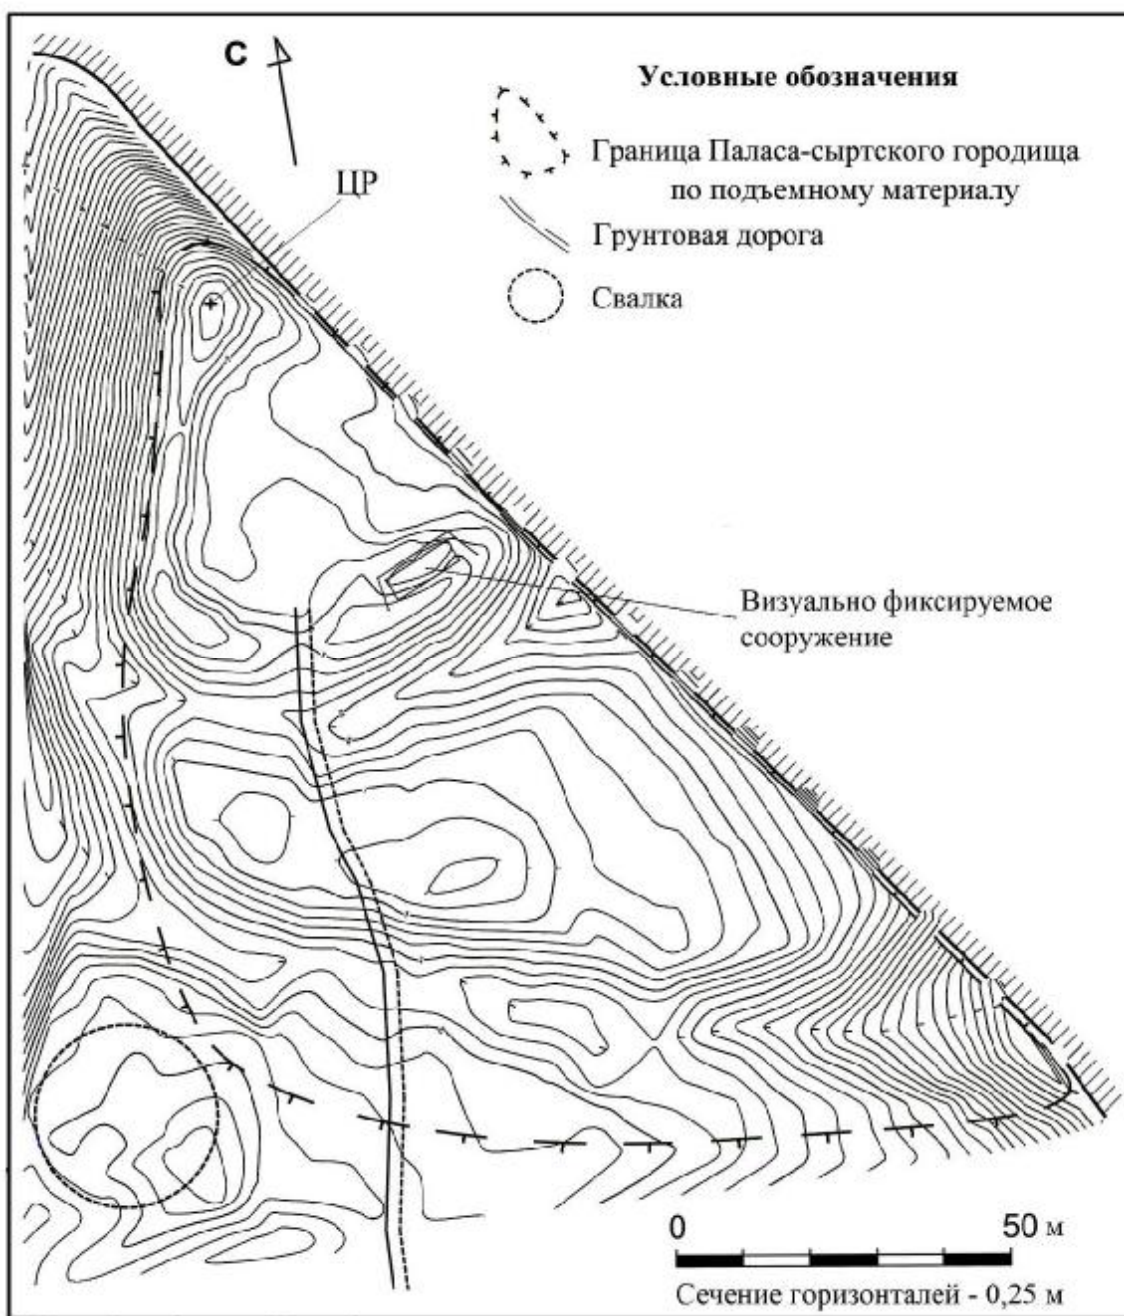 С
Условные обозначения
Граница Паласа-сыртского городища
по подъемному материалу
ЦР
Грунтовая дорога
Свалка
Визуально фиксируемое
сооружение
0 50 м
Сечение горизонталей - 0,25 м